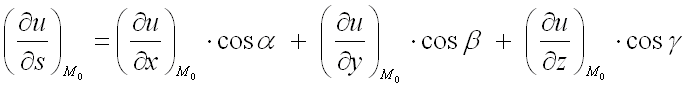 (∂u/∂s)_{M₀} = (∂u/∂x)_{M₀} · cos α + (∂u/∂y)_{M₀} · cos β + (∂u/∂z)_{M₀} · cos γ